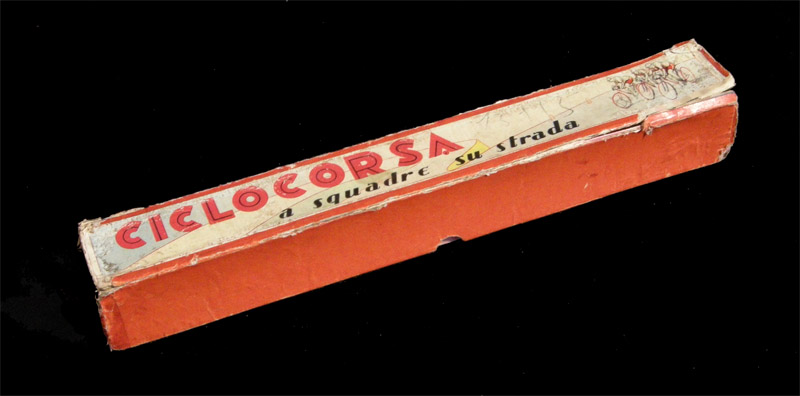 CICLOCORSA
a squadre su strada